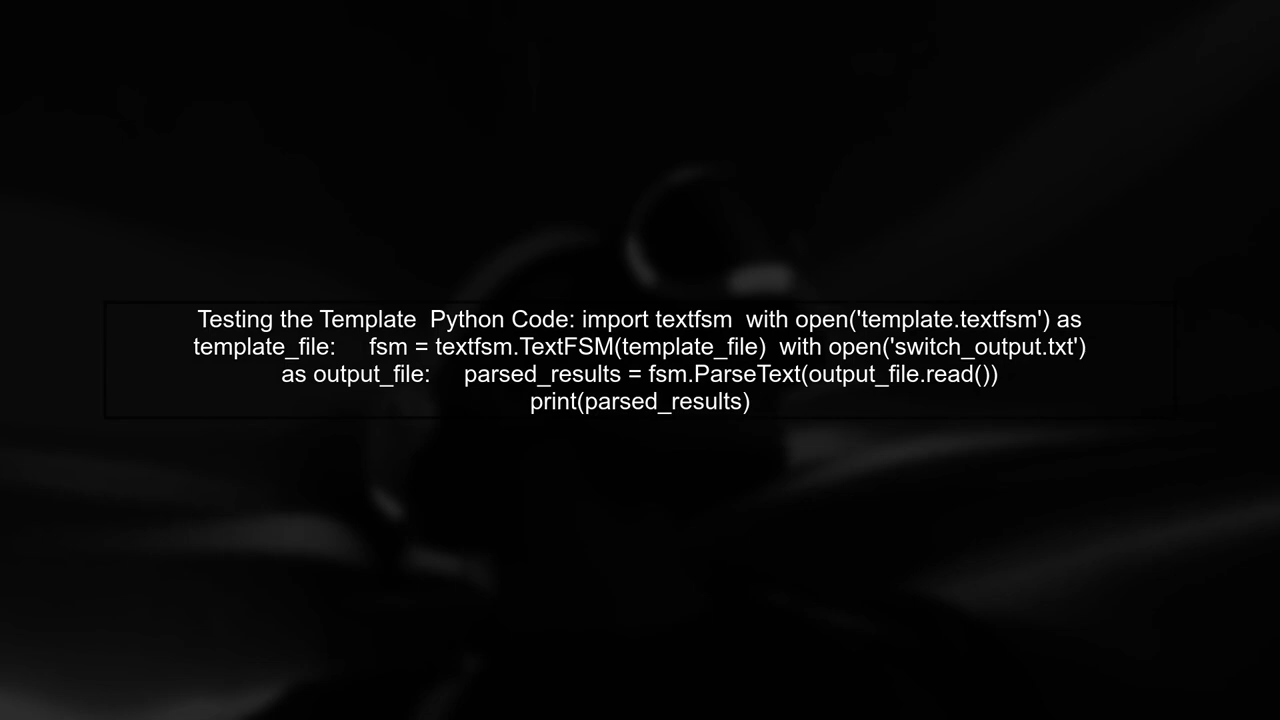 Testing the Template  Python Code: import textfsm  with open('template.textfsm') as
template_file:     fsm = textfsm.TextFSM(template_file)  with open('switch_output.txt')
as output_file:     parsed_results = fsm.ParseText(output_file.read())
print(parsed_results)